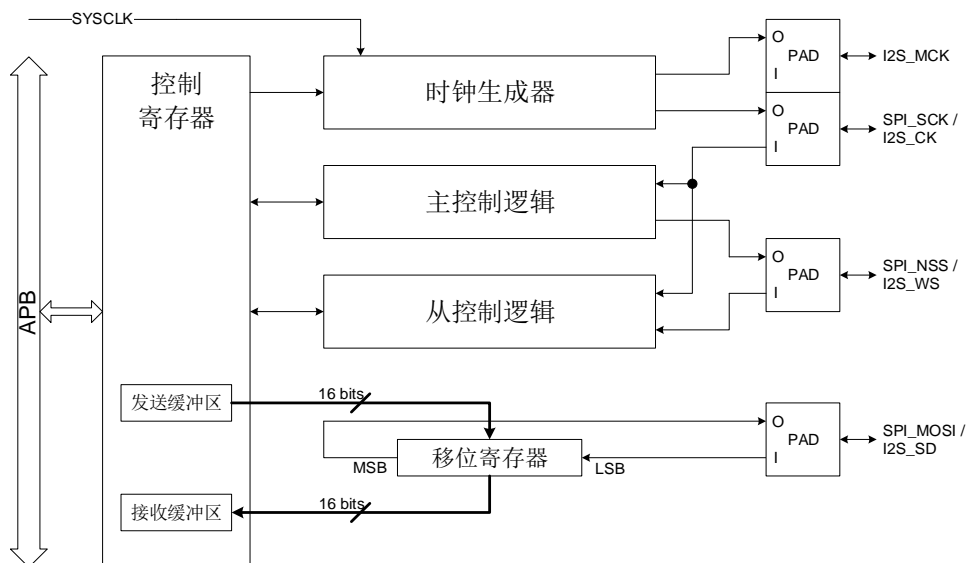 SYSCLK
控制
寄存器
时钟生成器
O
PAD
I
I2S_MCK
O
PAD
I
SPI_SCK /
I2S_CK
主控制逻辑
从控制逻辑
O
PAD
I
SPI_NSS /
I2S_WS
APB
发送缓冲区
16 bits
移位寄存器
MSB
LSB
O
PAD
I
SPI_MOSI /
I2S_SD
接收缓冲区
16 bits